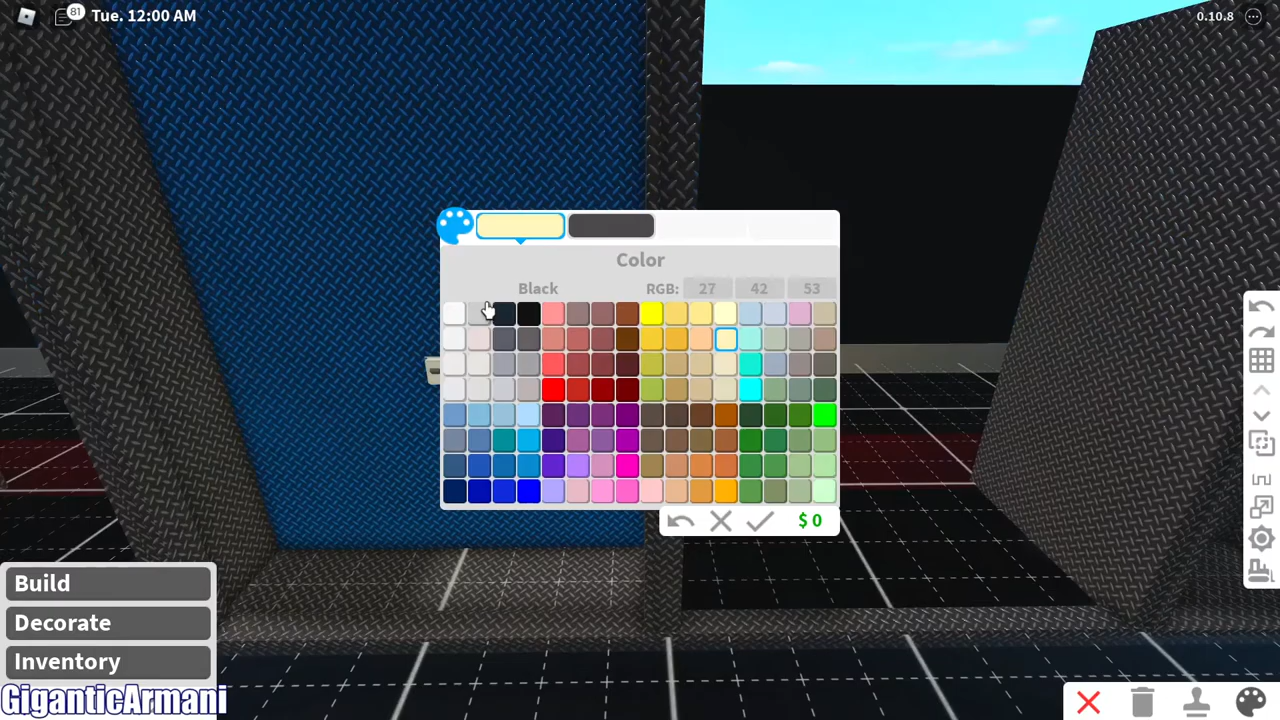 81
Tue. 12:00 AM
0.10.8
Color
Black
RGB: 27 42 53
$ 0
Build
Decorate
Inventory
GiganticArmani